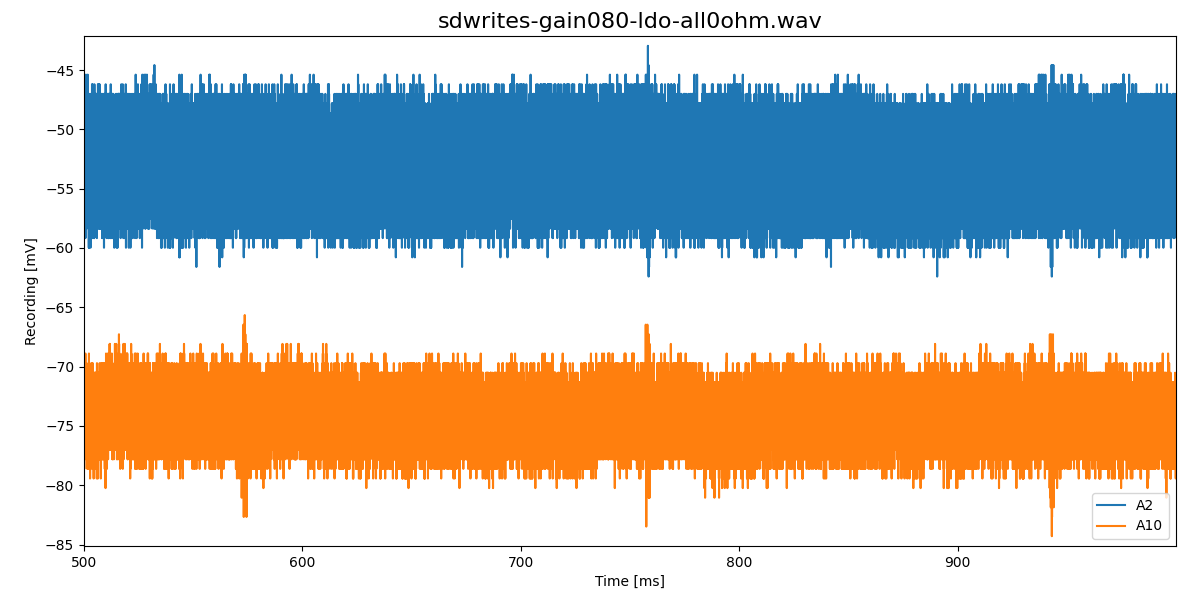 sdwrites-gain080-ldo-all0ohm.wav
Recording [mV]
−45
−50
−55
−60
−65
−70
−75
−80
−85
500
600
700
800
900
Time [ms]
A2
A10